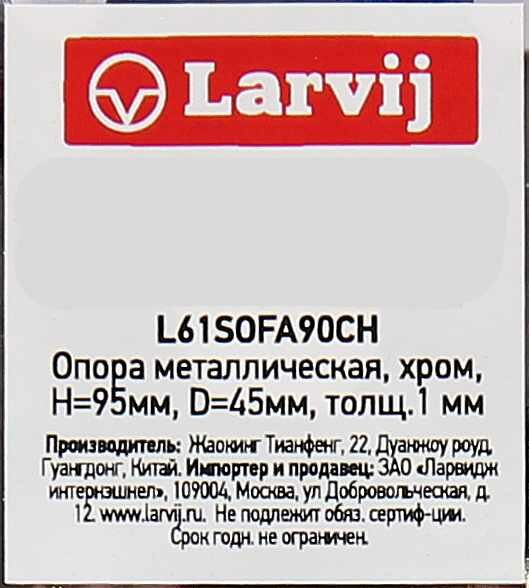 Larvij
L61SOFA90CH
Опора металлическая, хром,
H=95мм, D=45мм, толщ.1 мм
Производитель: Жаокинг Тианфенг, 22, Дуанжоу роуд,
Гуангдонг, Китай. Импортер и продавец: ЗАО «Ларвидж
интернэшнел», 109004, Москва, ул Добровольческая, д.
12. www.larvij.ru. Не подлежит обяз. сертиф-ции.
Срок годн. не ограничен.